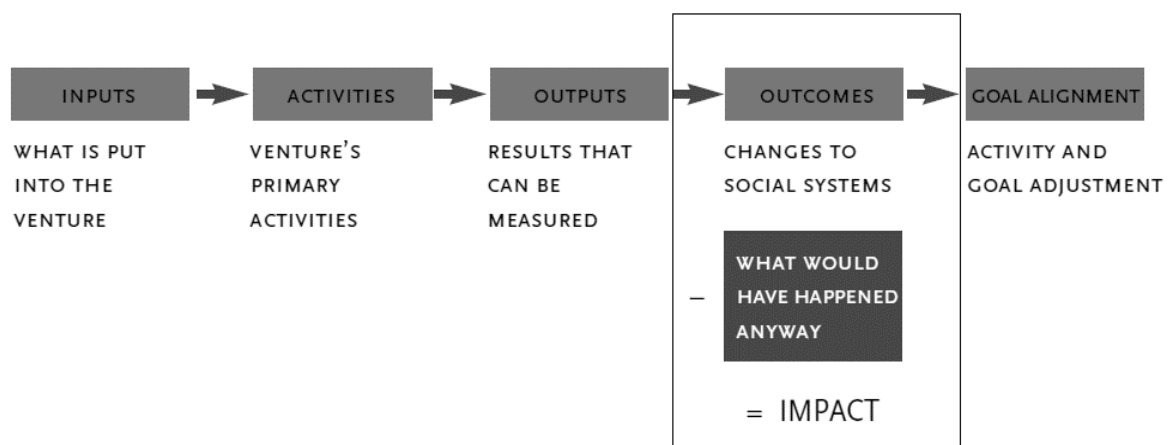 INPUTS
ACTIVITIES
OUTPUTS
OUTCOMES
GOAL ALIGNMENT
WHAT IS PUT
INTO THE
VENTURE
VENTURE'S
PRIMARY
ACTIVITIES
RESULTS THAT
CAN BE
MEASURED
CHANGES TO
SOCIAL SYSTEMS
ACTIVITY AND
GOAL ADJUSTMENT
–
WHAT WOULD
HAVE HAPPENED
ANYWAY
= IMPACT